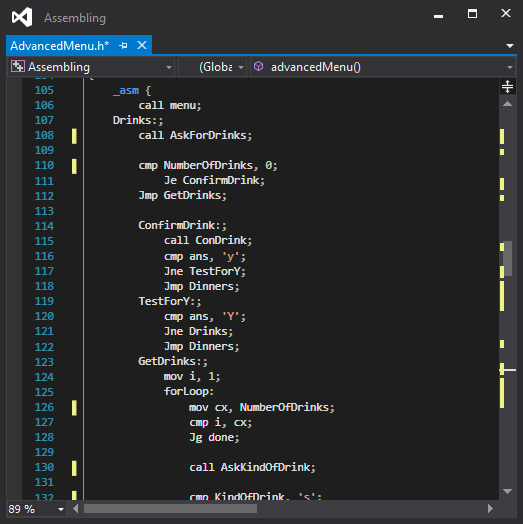 Assembling
AdvancedMenu.h*
Assembling (Globa advancedMenu()
105 _asm {
106 call menu;
107 Drinks:;
108 call AskForDrinks;
109
110 cmp NumberOfDrinks, 0;
111 Je ConfirmDrink;
112 Jmp GetDrinks;
113
114 ConfirmDrink:;
115 call ConDrink;
116 cmp ans, 'y';
117 Jne TestForY;
118 Jmp Dinners;
119 TestForY:;
120 cmp ans, 'Y';
121 Jne Drinks;
122 Jmp Dinners;
123 GetDrinks:;
124 mov i, 1;
125 forLoop:
126 mov cx, NumberOfDrinks;
127 cmp i, cx;
128 Jg done;
129
130 call AskKindOfDrink;
131
132 cmp KindOfDrink, 's';
89 %